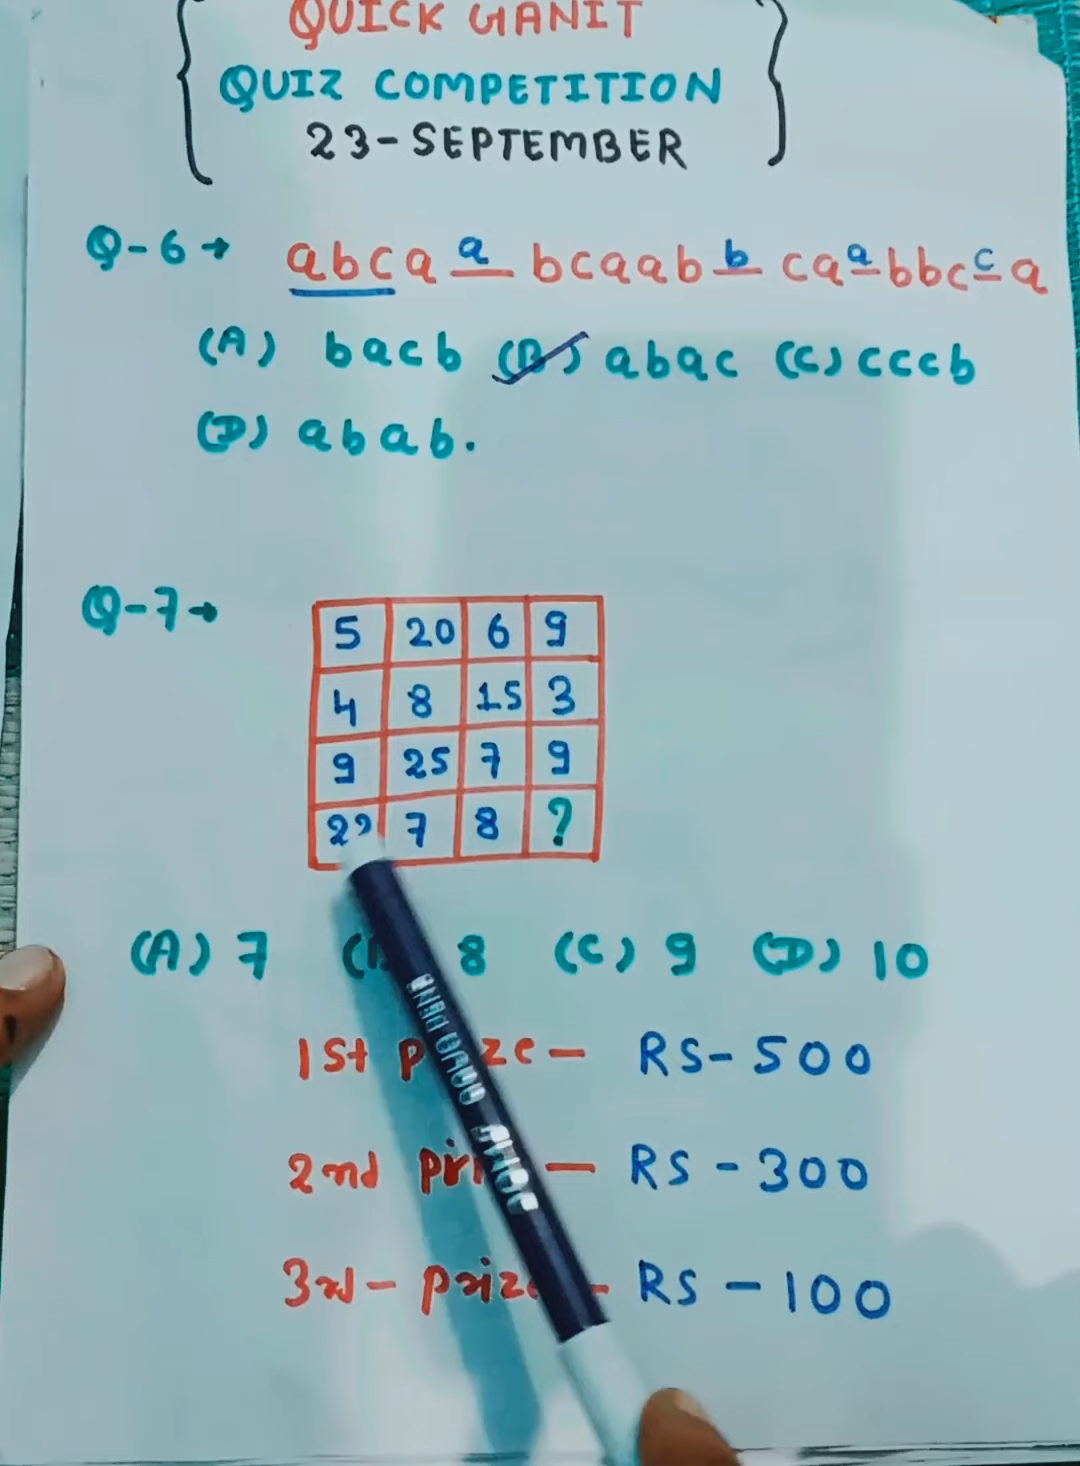 QUICK GANIT
QUIZ COMPETITION
23-SEPTEMBER
Q-6→ abca a bcaab b ca a bbc c a
(A) bacb (B) abac (C) cccb
(D) abab.
Q-7→
5 20 6 9
4 8 15 3
9 25 7 9
7 8 ?
(A) 7 8 (C) 9 (D) 10
1st RS-500
2nd RS-300
3rd-prize - RS-100